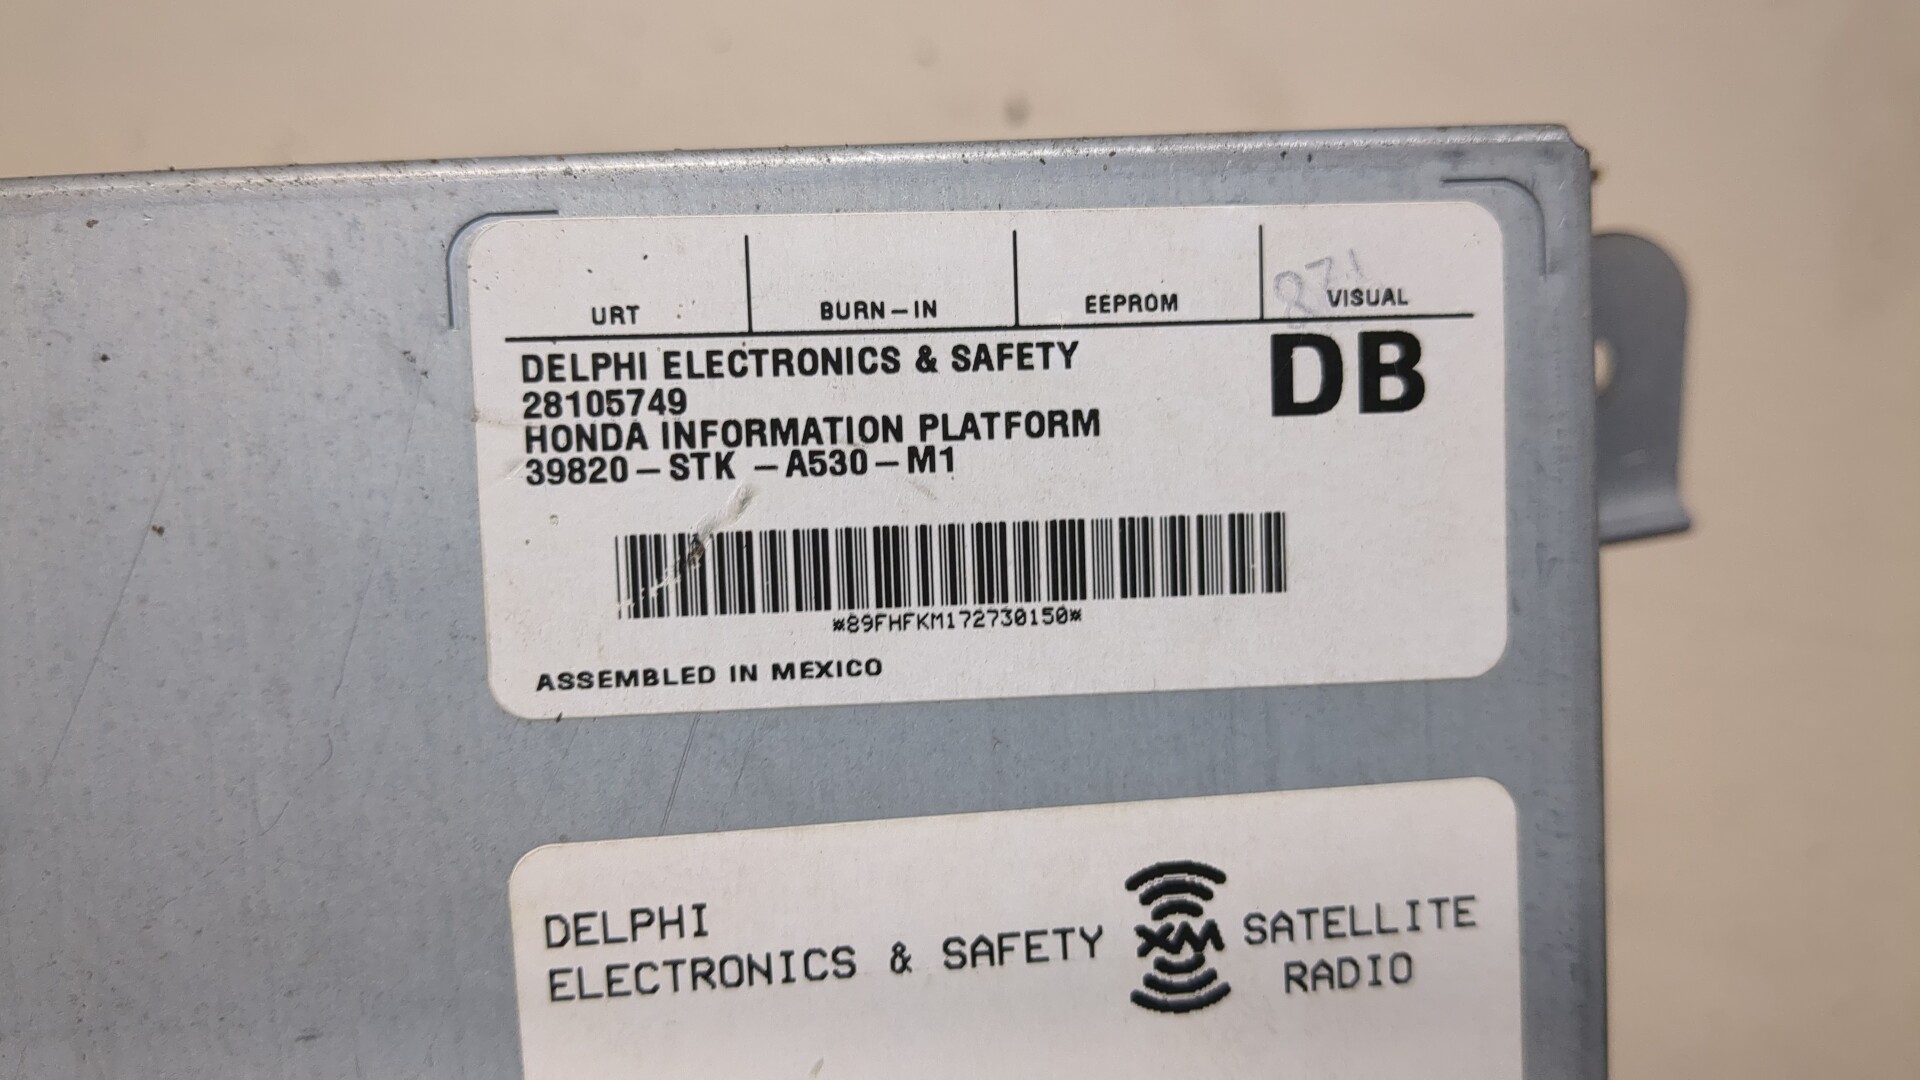 URT BURN-IN EEPROM VISUAL
871
DELPHI ELECTRONICS & SAFETY
DB
28105749
HONDA INFORMATION PLATFORM
39820-STK -A530-M1
*89FHFKM172730150*
ASSEMBLED IN MEXICO
DELPHI
ELECTRONICS & SAFETY
XM
SATELLITE
RADIO